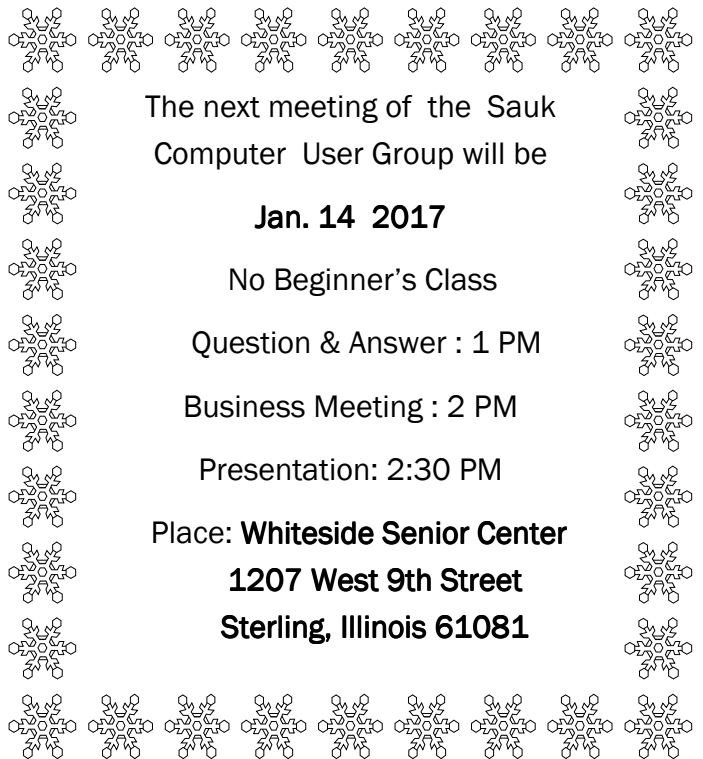 The next meeting of the Sauk
Computer User Group will be
Jan. 14 2017
No Beginner’s Class
Question & Answer : 1 PM
Business Meeting : 2 PM
Presentation: 2:30 PM
Place: Whiteside Senior Center
1207 West 9th Street
Sterling, Illinois 61081